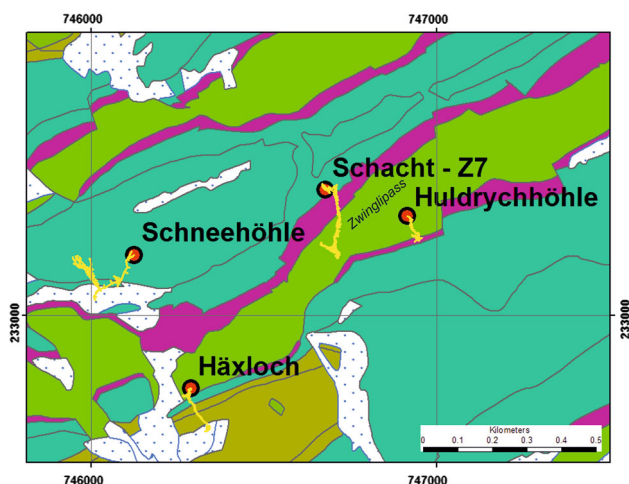 746000
747000
Schacht - Z7
Zwinglipass
Huldrychhöhle
Schneehöhle
233000
233000
Häxloch
Kilometers
0 0.1 0.2 0.3 0.4 0.5
746000
747000